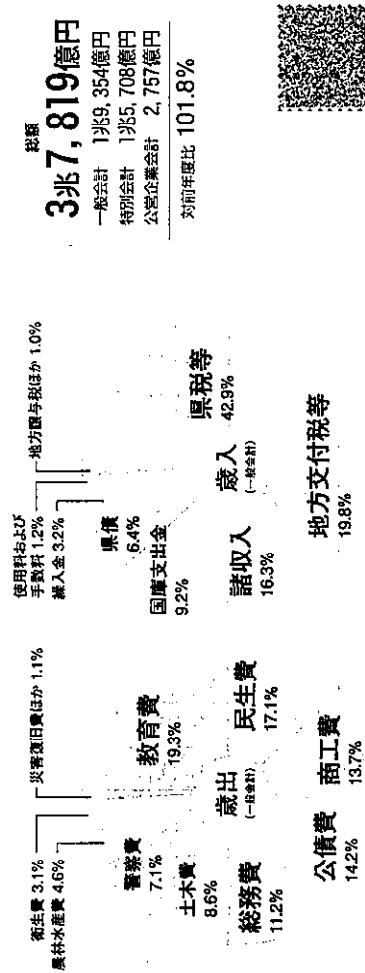 総額
3兆7,819億円
一般会計 1兆9,354億円
特別会計 1兆5,708億円
公営企業会計 2,757億円
対前年度比 101.8%
地方譲与税ほか 1.0%
使用料および
手数料 1.2%
繰入金 3.2%
県債
6.4%
国庫支出金
9.2%
諸収入
16.3%
地方交付税等
19.8%
県税等
42.9%
歳入
(一般会計)
災害復旧費ほか 1.1%
衛生費 3.1%
農林水産費 4.6%
警察費
7.1%
土木費
8.6%
総務費
11.2%
公債費
14.2%
商工費
13.7%
民生費
17.1%
教育費
19.3%
歳出
(一般会計)